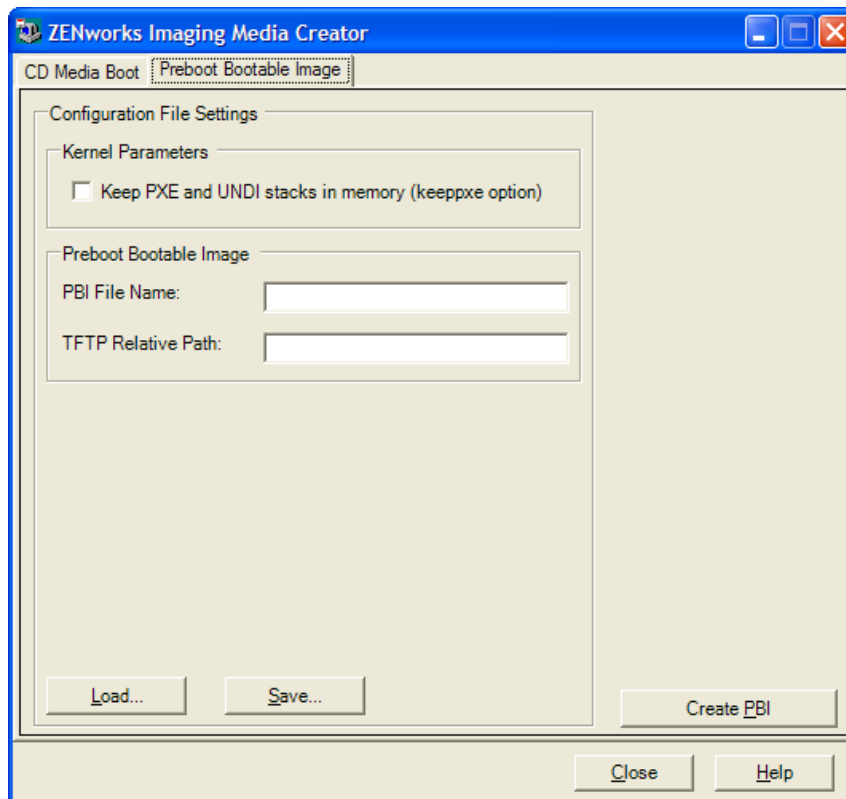 ZENworks Imaging Media Creator
CD Media Boot
Preboot Bootable Image
Configuration File Settings
Kernel Parameters
Keep PXE and UNDI stacks in memory (keeppxe option)
Preboot Bootable Image
PBI File Name:
TFTP Relative Path:
Load...
Save...
Create PBI
Close
Help